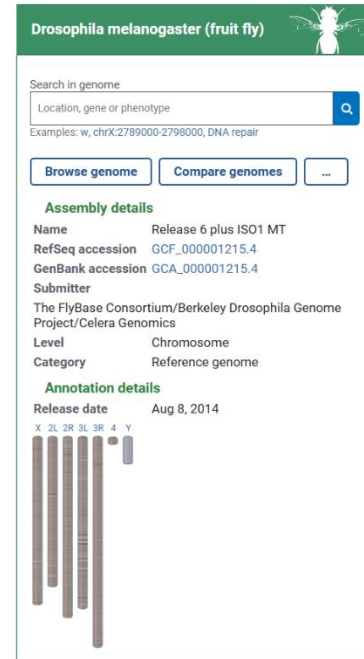 Drosophila melanogaster (fruit fly)
Search in genome
Location, gene or phenotype
Examples: w, chrX:2789000-2798000, DNA repair
Browse genome
Compare genomes
...
Assembly details
Name Release 6 plus ISO1 MT
RefSeq accession GCF_000001215.4
GenBank accession GCA_000001215.4
Submitter
The FlyBase Consortium/Berkeley Drosophila Genome
Project/Celera Genomics
Level Chromosome
Category Reference genome
Annotation details
Release date Aug 8, 2014
X 2L 2R 3L 3R 4 Y